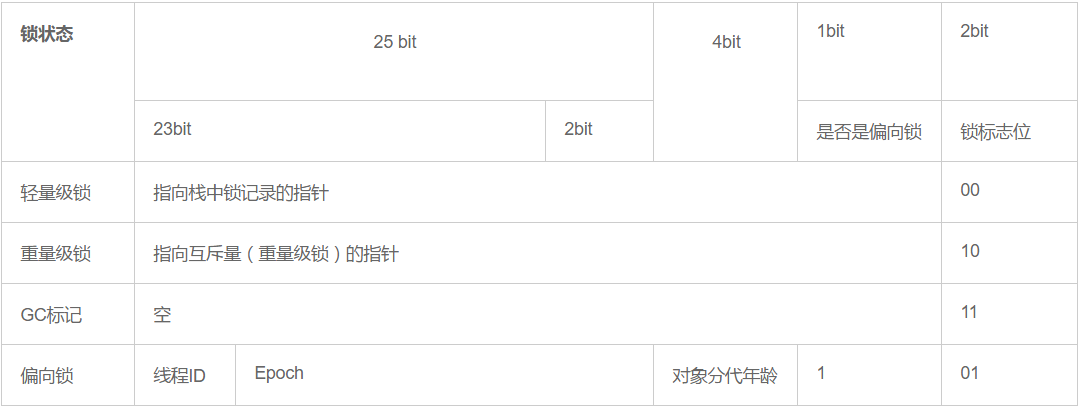 锁状态
25 bit
4bit
1bit
2bit
23bit
2bit
是否是偏向锁
锁标志位
轻量级锁
指向栈中锁记录的指针
00
重量级锁
指向互斥量（重量级锁）的指针
10
GC标记
空
11
偏向锁
线程ID
Epoch
对象分代年龄
1
01